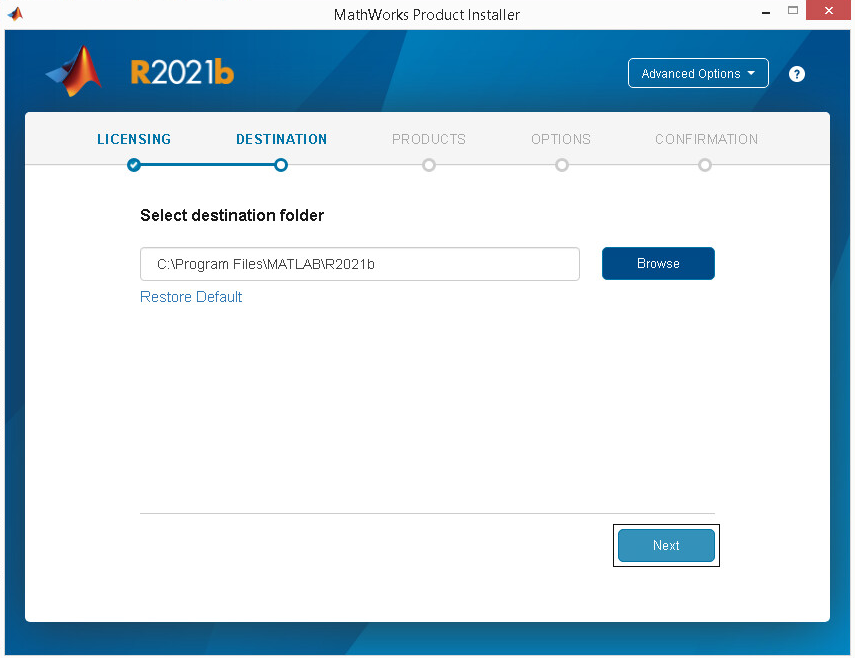 MathWorks Product Installer
R2021b
Advanced Options
?
LICENSING DESTINATION PRODUCTS OPTIONS CONFIRMATION
Select destination folder
C:\Program Files\MATLAB\R2021b
Browse
Restore Default
Next